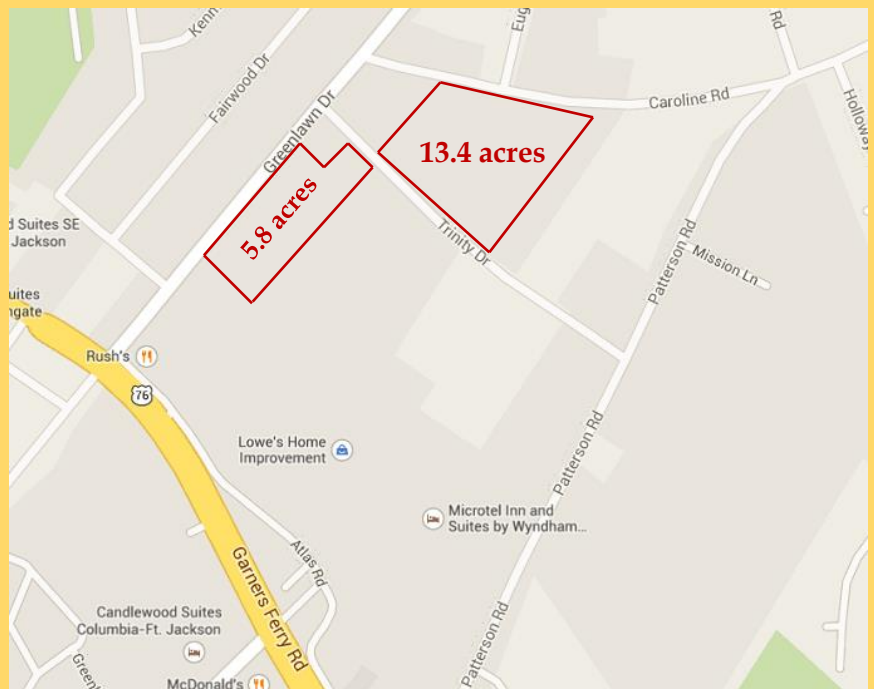 Kenn
Eug
Rd
Fairwood Dr
Greenlawn Dr
Caroline Rd
Holloway
13.4 acres
5.8 acres
d Suites SE
Jackson
Trinity Dr
Patterson Rd
Mission Ln
uites
ngate
Rush's
76
Lowe's Home
Improvement
Patterson Rd
Microtel Inn and
Suites by Wyndham...
Atlas Rd
Garners Ferry Rd
Candlewood Suites
Columbia-Ft. Jackson
Patterson Rd
Greenl
McDonald's